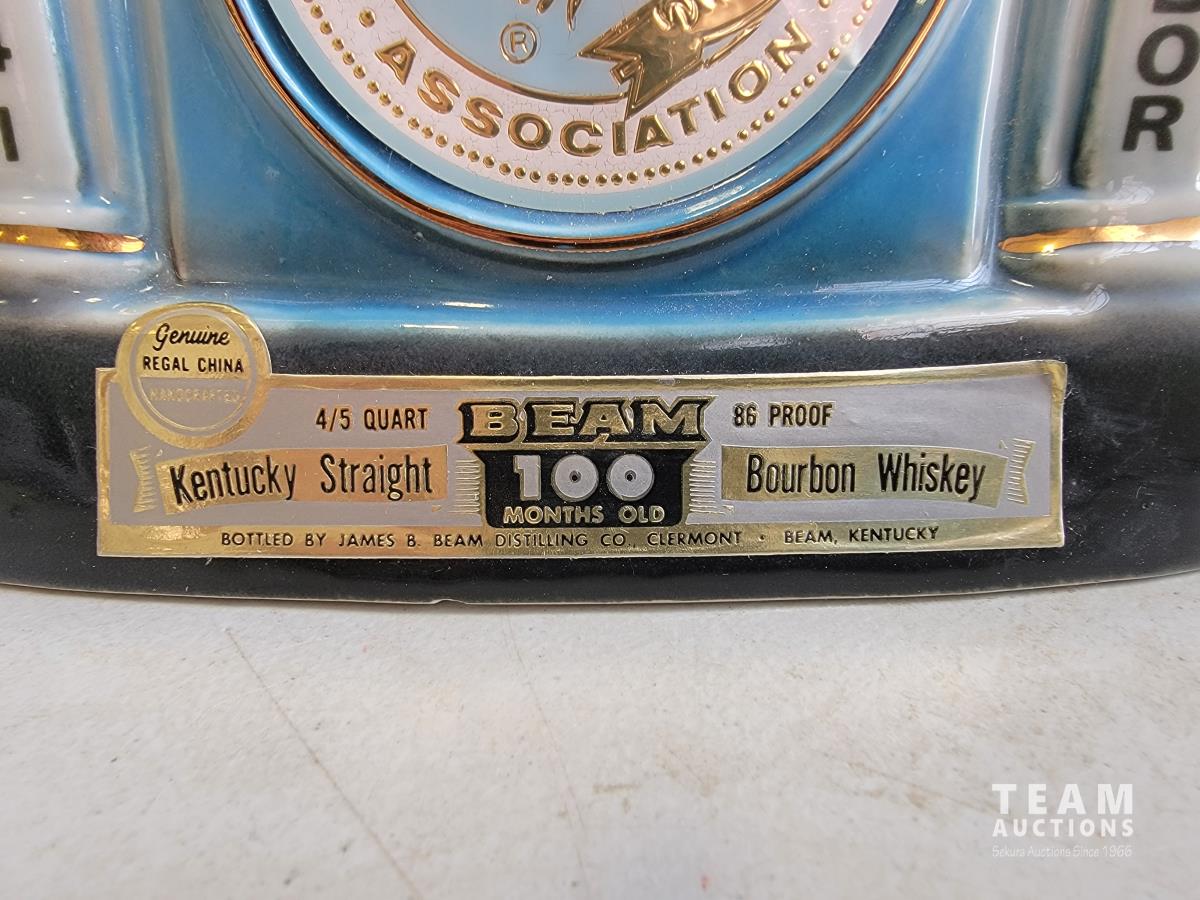 ®
ASSOCIATION
OR
Genuine
REGAL CHINA
HANDCRAFTED
4/5 QUART BEAM 86 PROOF
Kentucky Straight 100 Bourbon Whiskey
MONTHS OLD
BOTTLED BY JAMES B. BEAM DISTILLING CO., CLERMONT · BEAM, KENTUCKY
TEAM
AUCTIONS
Sekura Auctions Since 1966